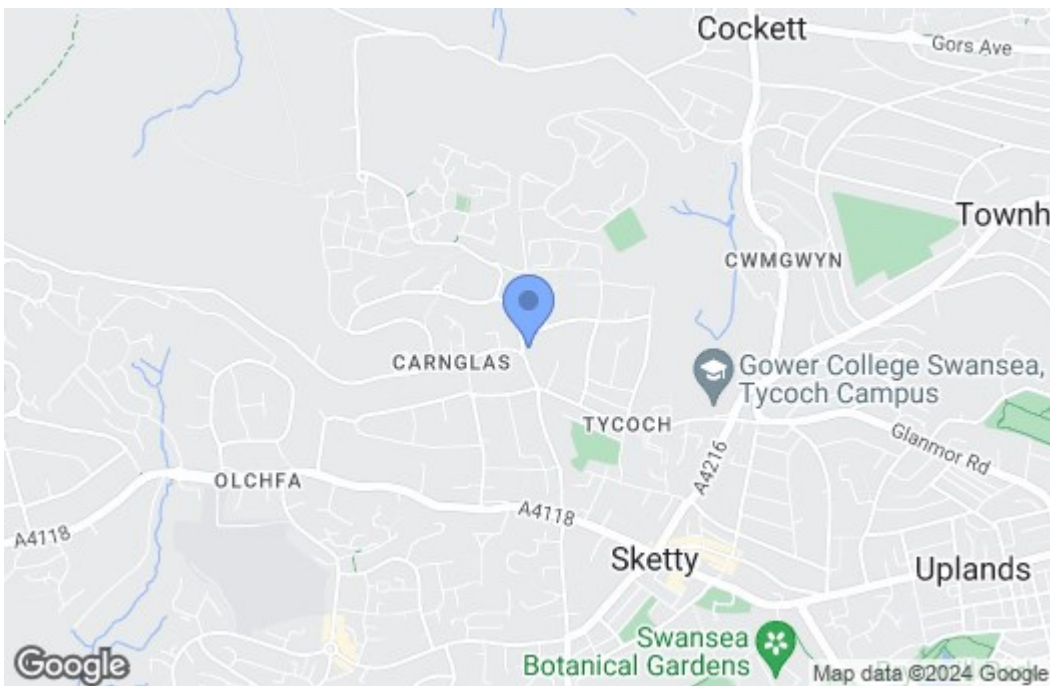 Cockett
Gors Ave
Townh
CWMGWYN
CARNGLAS
Gower College Swansea,
Tycoch Campus
TYCOCH
Glanmor Rd
OLCHFA
A4216
A4118
A4118
Sketty
Uplands
Swansea
Botanical Gardens
Google
Map data ©2024 Google